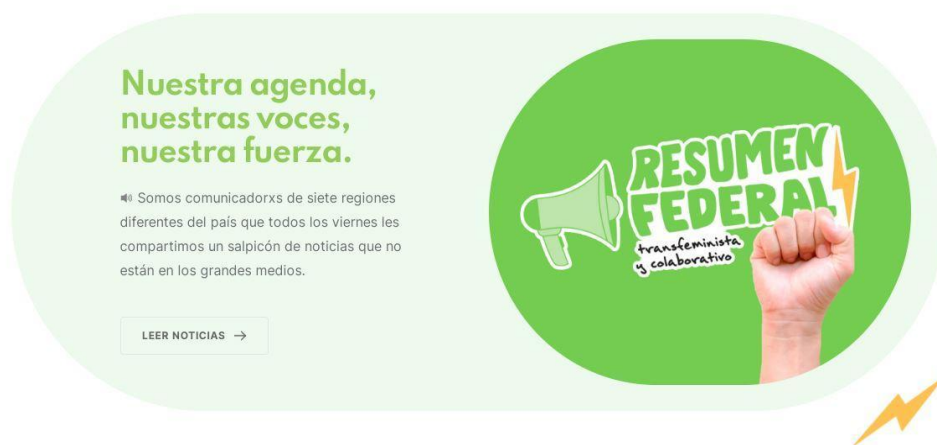 Nuestra agenda,
nuestras voces,
nuestra fuerza.
Somos comunicadorxs de siete regiones
diferentes del país que todos los viernes les
compartimos un salpicón de noticias que no
están en los grandes medios.
LEER NOTICIAS →
RESUMEN
FEDERAL
transfeminista
y colaborativo